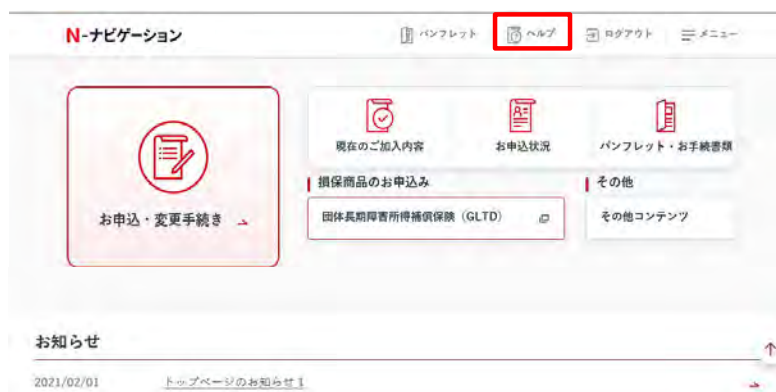 N-ナビゲーション
パンフレット
ヘルプ
ログアウト
メニュー
お申込・変更手続き
現在のご加入内容
お申込状況
パンフレット・お手続書類
損保商品のお申込み
団体長期障害所得補償保険（GLTD）
その他
その他コンテンツ
お知らせ
2021/02/01 トップページのお知らせ1